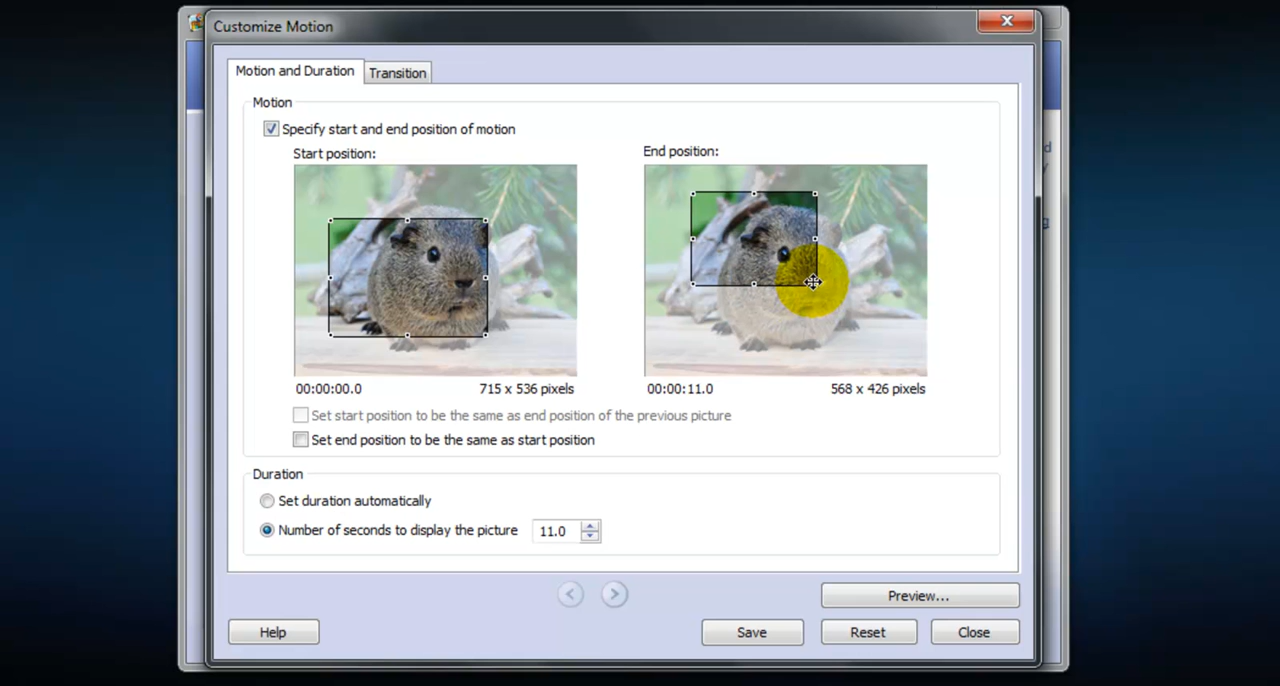 Customize Motion
Motion and Duration
Transition
Motion
Specify start and end position of motion
Start position:
End position:
00:00:00.0
715 x 536 pixels
00:00:11.0
568 x 426 pixels
Set start position to be the same as end position of the previous picture
Set end position to be the same as start position
Duration
Set duration automatically
Number of seconds to display the picture
11.0
Preview...
Help
Save
Reset
Close